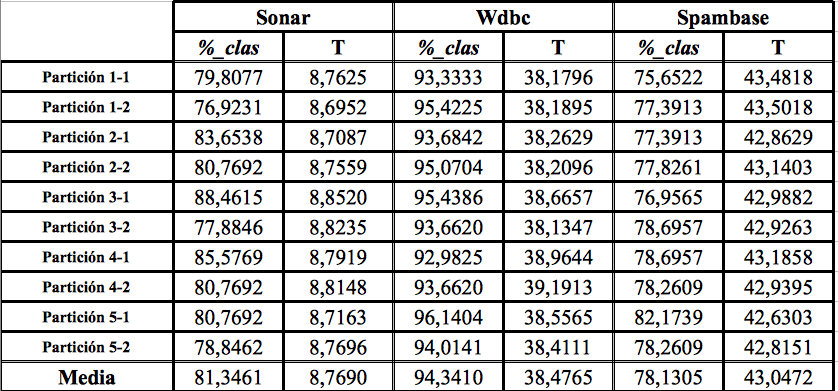 Sonar Wdbc Spambase
%_clas T %_clas T %_clas T
Partición 1-1 79,8077 8,7625 93,3333 38,1796 75,6522 43,4818
Partición 1-2 76,9231 8,6952 95,4225 38,1895 77,3913 43,5018
Partición 2-1 83,6538 8,7087 93,6842 38,2629 77,3913 42,8629
Partición 2-2 80,7692 8,7559 95,0704 38,2096 77,8261 43,1403
Partición 3-1 88,4615 8,8520 95,4386 38,6657 76,9565 42,9882
Partición 3-2 77,8846 8,8235 93,6620 38,1347 78,6957 42,9263
Partición 4-1 85,5769 8,7919 92,9825 38,9644 78,6957 43,1858
Partición 4-2 80,7692 8,8148 93,6620 39,1913 78,2609 42,9395
Partición 5-1 80,7692 8,7163 96,1404 38,5565 82,1739 42,6303
Partición 5-2 78,8462 8,7696 94,0141 38,4111 78,2609 42,8151
Media 81,3461 8,7690 94,3410 38,4765 78,1305 43,0472